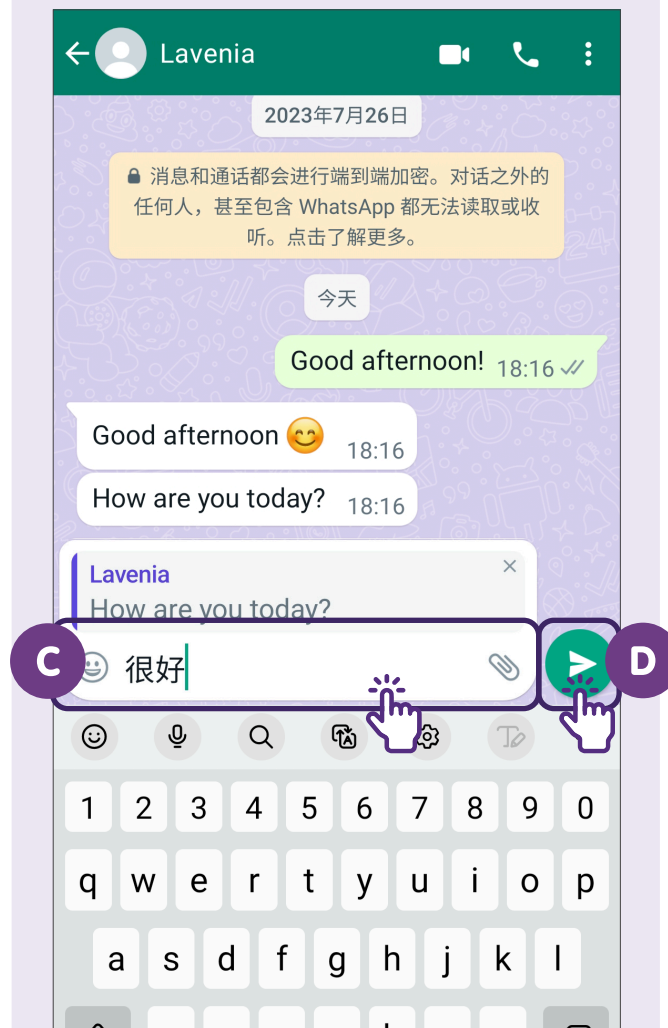 Lavenia
2023年7月26日
消息和通话都会进行端到端加密。对话之外的
任何人，甚至包含 WhatsApp 都无法读取或收
听。点击了解更多。
今天
Good afternoon! 18:16
Good afternoon 😊 18:16
How are you today? 18:16
Lavenia
How are you today?
C
很好
D
1 2 3 4 5 6 7 8 9 0
q w e r t y u i o p
a s d f g h j k l